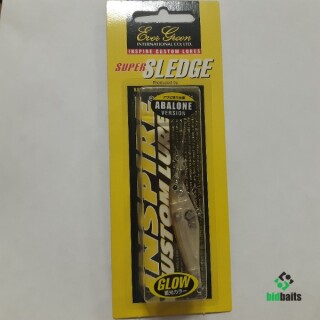 Ever Green
INTERNATIONAL CO., LTD.
INSPIRE CUSTOM LURES
SUPER SLEDGE
ABALONE
VERSION
INSPIRE
CUSTOM LURE
GLOW
bidbaits